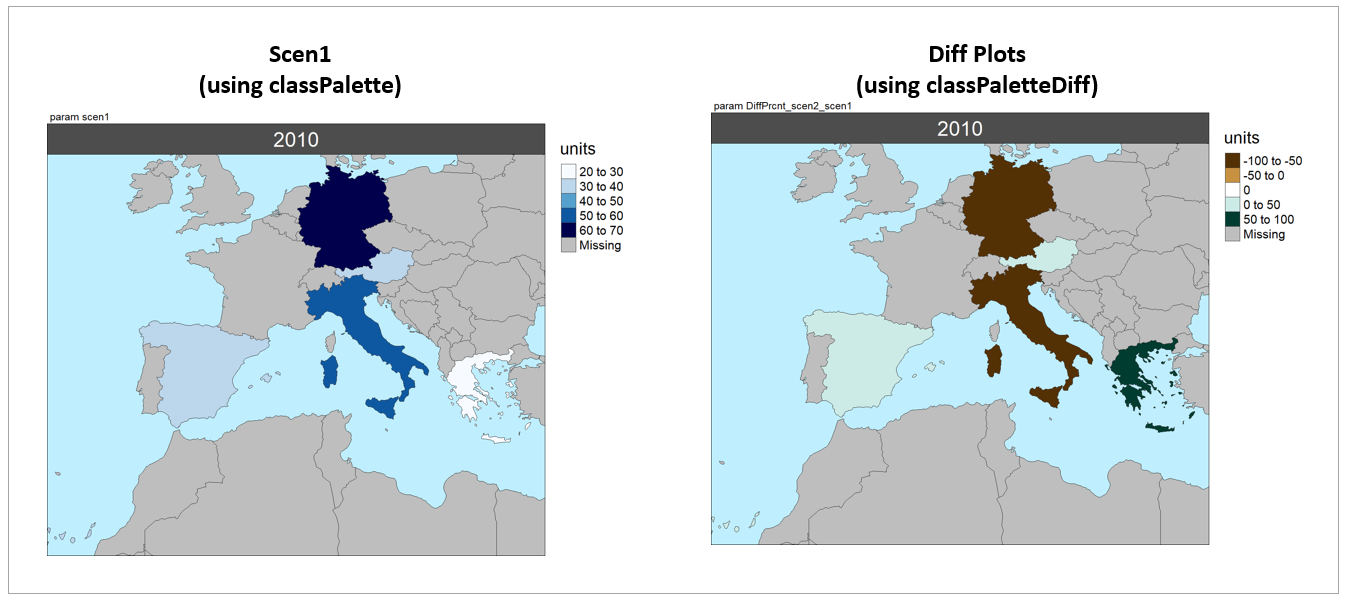 Scen1
(using classPalette)
param scen1
2010
units
20 to 30
30 to 40
40 to 50
50 to 60
60 to 70
Missing
Diff Plots
(using classPaletteDiff)
param DiffPrcnt_scen2_scen1
2010
units
-100 to -50
-50 to 0
0
0 to 50
50 to 100
Missing